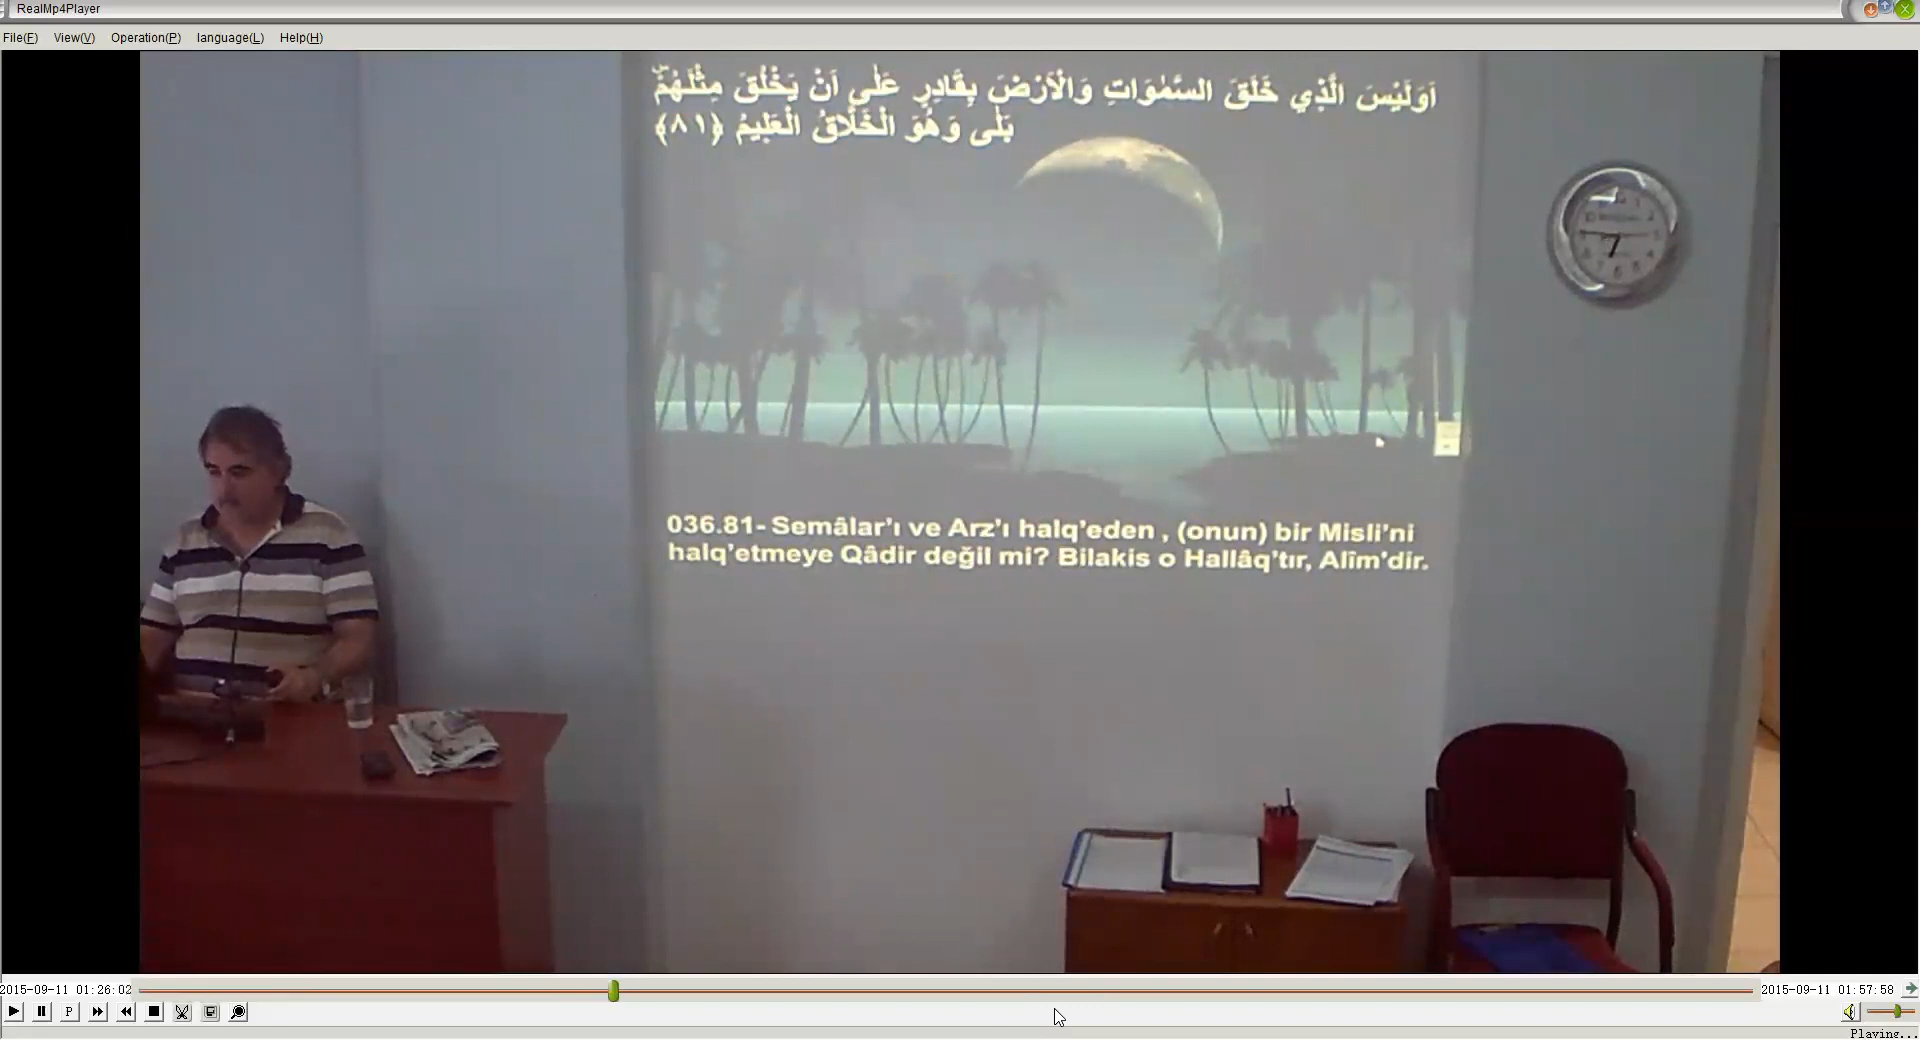 RealMp4Player
File(F) View(V) Operation(P) language(L) Help(H)
اَوَلَيْسَ الَّذِي خَلَقَ السَّمٰوَاتِ وَالْاَرْضَ بِقَادِرٍ عَلٰى اَنْ يَخْلُقَ مِثْلَهُمْۜ
بَلٰى وَهُوَ الْخَلَّاقُ الْعَلِيمُ ﴿٨١﴾
036.81- Semâlar'ı ve Arz'ı halq'eden , (onun) bir Misli'ni
halq'etmeye Qâdir değil mi? Bilakis o Hallâq'tır, Alîm'dir.
2015-09-11 01:26:02
2015-09-11 01:57:58
P
Playing...